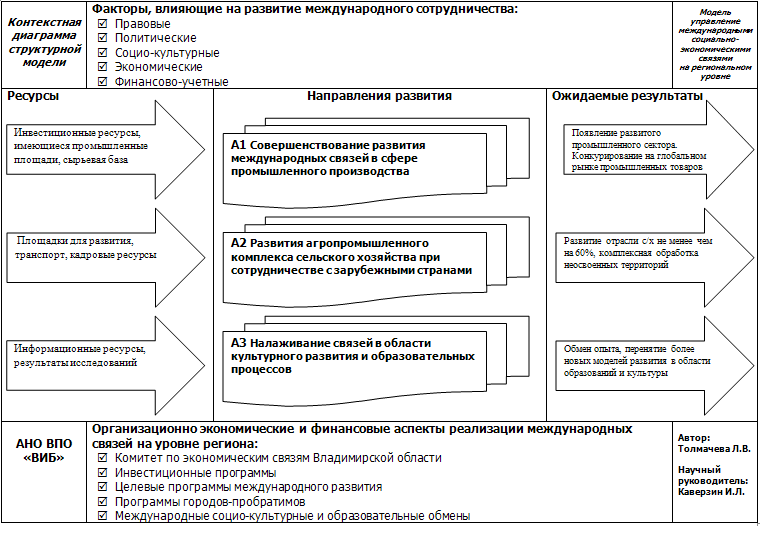 Контекстная
диаграмма
структурной
модели
Факторы, влияющие на развитие международного сотрудничества:
Правовые
Политические
Социо-культурные
Экономические
Финансово-учетные
Модель
управление
международными
социально-
экономическими
связями
на региональном
уровне
Ресурсы
Направления развития
Ожидаемые результаты
Инвестиционные ресурсы,
имеющиеся промышленные
площади, сырьевая база
А1 Совершенствование развития
международных связей в сфере
промышленного производства
Появление развитого
промышленного сектора.
Конкурирование на глобальном
рынке промышленных товаров
Площадки для развития,
транспорт, кадровые ресурсы
А2 Развития агропромышленного
комплекса сельского хозяйства при
сотрудничестве с зарубежными странами
Развитие отрасли с/х не менее чем
на 60%, комплексная обработка
неосвоенных территорий
Информационные ресурсы,
результаты исследований
А3 Налаживание связей в области
культурного развития и образовательных
процессов
Обмен опыта, перенятие более
новых моделей развития в области
образований и культуры
АНО ВПО
«ВИБ»
Организационно экономические и финансовые аспекты реализации международных
связей на уровне региона:
Комитет по экономическим связям Владимирской области
Инвестиционные программы
Целевые программы международного развития
Программы городов-пробратимов
Международные социо-культурные и образовательные обмены
Автор:
Толмачева Л.В.
Научный
руководитель:
Каверзин И.Л.